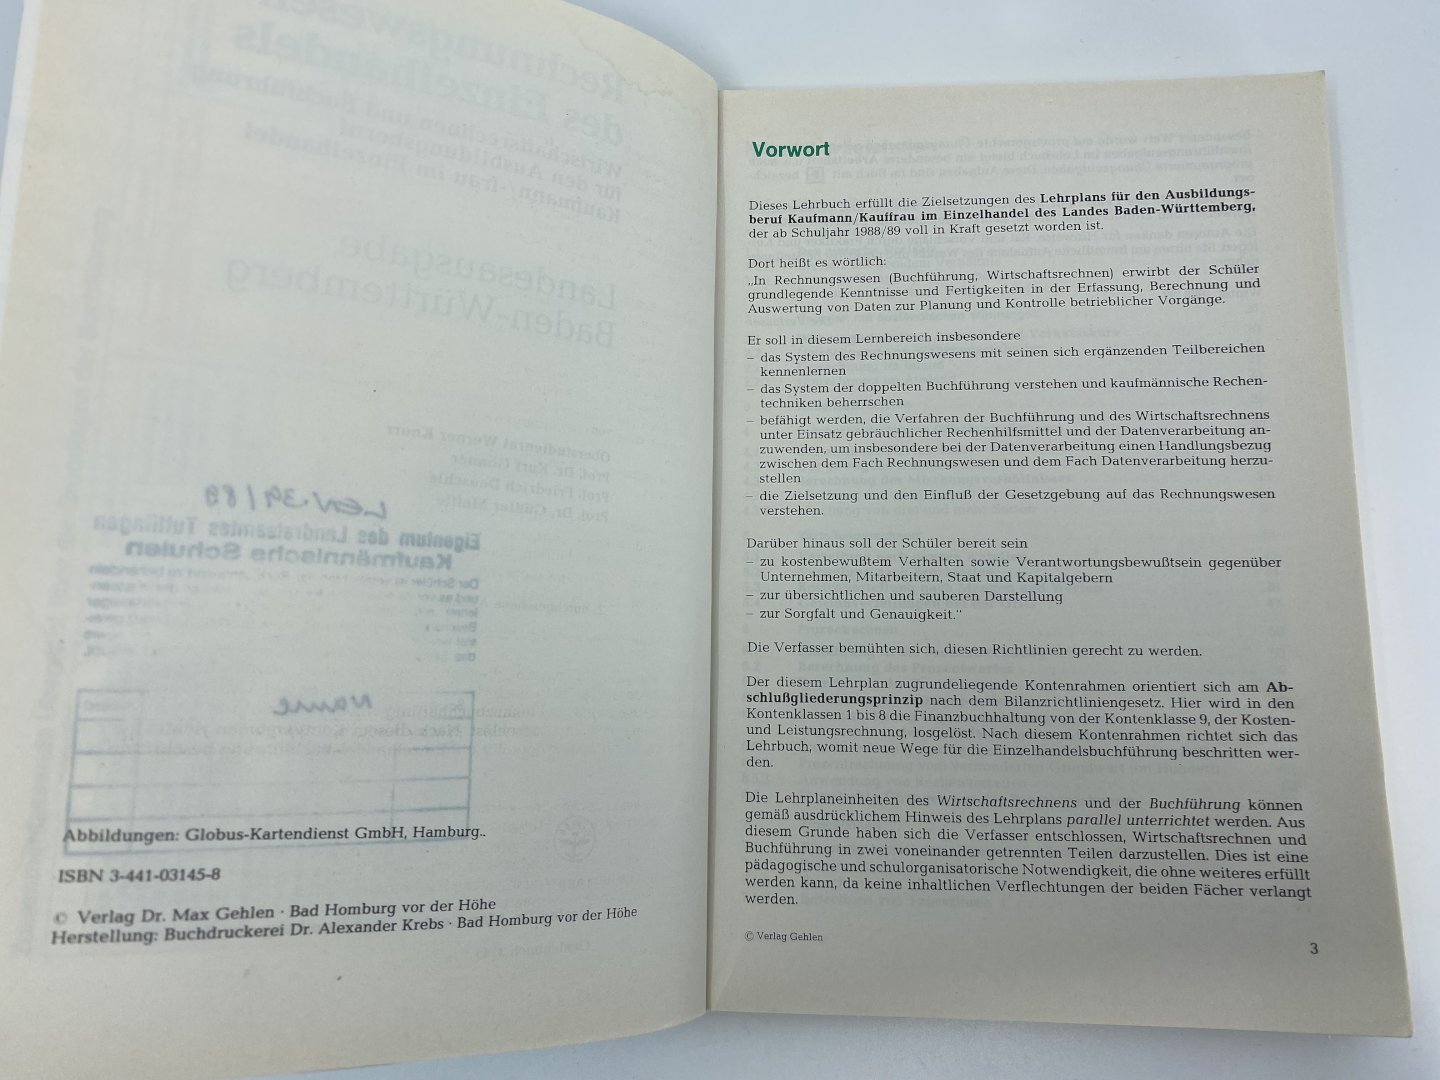 Abbildungen: Globus-Kartendienst GmbH, Hamburg..
ISBN 3-441-03145-8
© Verlag Dr. Max Gehlen · Bad Homburg vor der Höhe
Herstellung: Buchdruckerei Dr. Alexander Krebs · Bad Homburg vor der Höhe
Vorwort
Dieses Lehrbuch erfüllt die Zielsetzungen des Lehrplans für den Ausbildungs-
beruf Kaufmann/Kauffrau im Einzelhandel des Landes Baden-Württemberg,
der ab Schuljahr 1988/89 voll in Kraft gesetzt worden ist.
Dort heißt es wörtlich:
„In Rechnungswesen (Buchführung, Wirtschaftsrechnen) erwirbt der Schüler
grundlegende Kenntnisse und Fertigkeiten in der Erfassung, Berechnung und
Auswertung von Daten zur Planung und Kontrolle betrieblicher Vorgänge.
Er soll in diesem Lernbereich insbesondere
– das System des Rechnungswesens mit seinen sich ergänzenden Teilbereichen
kennenlernen
– das System der doppelten Buchführung verstehen und kaufmännische Rechen-
techniken beherrschen
– befähigt werden, die Verfahren der Buchführung und des Wirtschaftsrechnens
unter Einsatz gebräuchlicher Rechenhilfsmittel und der Datenverarbeitung an-
zuwenden, um insbesondere bei der Datenverarbeitung einen Handlungsbezug
zwischen dem Fach Rechnungswesen und dem Fach Datenverarbeitung herzu-
stellen
– die Zielsetzung und den Einfluß der Gesetzgebung auf das Rechnungswesen
verstehen.
Darüber hinaus soll der Schüler bereit sein
– zu kostenbewußtem Verhalten sowie Verantwortungsbewußtsein gegenüber
Unternehmen, Mitarbeitern, Staat und Kapitalgebern
– zur übersichtlichen und sauberen Darstellung
– zur Sorgfalt und Genauigkeit.“
Die Verfasser bemühten sich, diesen Richtlinien gerecht zu werden.
Der diesem Lehrplan zugrundeliegende Kontenrahmen orientiert sich am Ab-
schlußgliederungsprinzip nach dem Bilanzrichtliniengesetz. Hier wird in den
Kontenklassen 1 bis 8 die Finanzbuchhaltung von der Kontenklasse 9, der Kosten-
und Leistungsrechnung, losgelöst. Nach diesem Kontenrahmen richtet sich das
Lehrbuch, womit neue Wege für die Einzelhandelsbuchführung beschritten wer-
den.
Die Lehrplaneinheiten des Wirtschaftsrechnens und der Buchführung können
gemäß ausdrücklichem Hinweis des Lehrplans parallel unterrichtet werden. Aus
diesem Grunde haben sich die Verfasser entschlossen, Wirtschaftsrechnen und
Buchführung in zwei voneinander getrennten Teilen darzustellen. Dies ist eine
pädagogische und schulorganisatorische Notwendigkeit, die ohne weiteres erfüllt
werden kann, da keine inhaltlichen Verflechtungen der beiden Fächer verlangt
werden.
© Verlag Gehlen
3